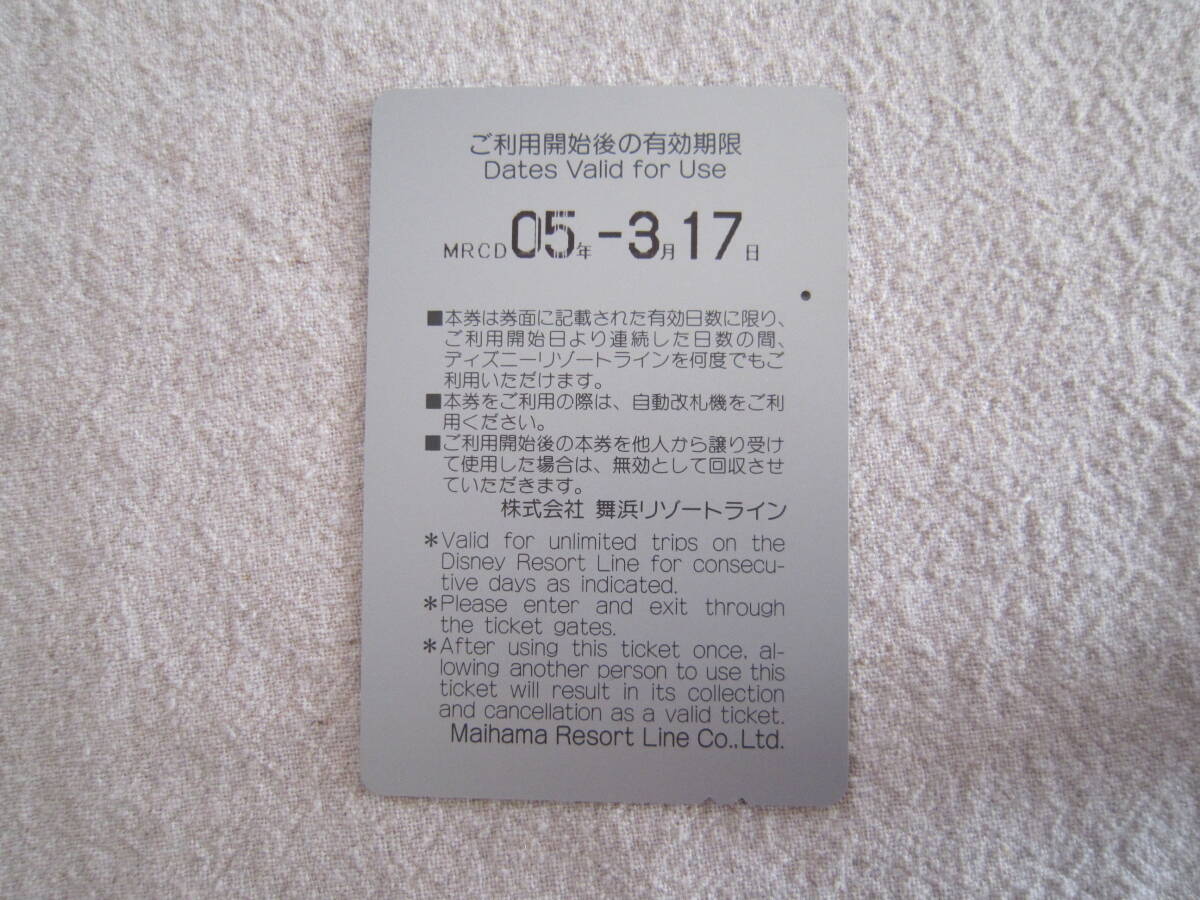 ご利用開始後の有効期限
Dates Valid for Use
MRCD 05年 -3月17日
■本券は券面に記載された有効日数に限り、
ご利用開始日より連続した日数の間、
ディズニーリゾートラインを何度でもご
利用いただけます。
■本券をご利用の際は、自動改札機をご利
用ください。
■ご利用開始後の本券を他人から譲り受け
て使用した場合は、無効として回収させ
ていただきます。
株式会社 舞浜リゾートライン
*Valid for unlimited trips on the
Disney Resort Line for consecu-
tive days as indicated.
*Please enter and exit through
the ticket gates.
*After using this ticket once, al-
lowing another person to use this
ticket will result in its collection
and cancellation as a valid ticket.
Maihama Resort Line Co.,Ltd.